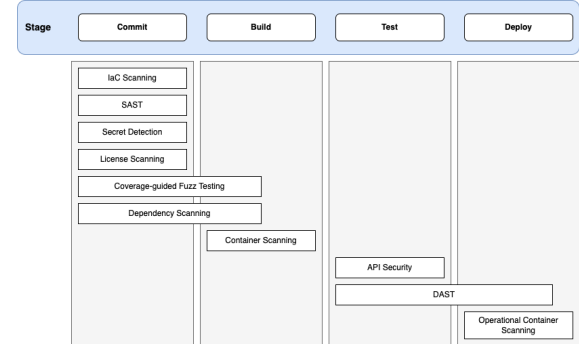 Stage
Commit
Build
Test
Deploy
IaC Scanning
SAST
Secret Detection
License Scanning
Coverage-guided Fuzz Testing
Dependency Scanning
Container Scanning
API Security
DAST
Operational Container
Scanning